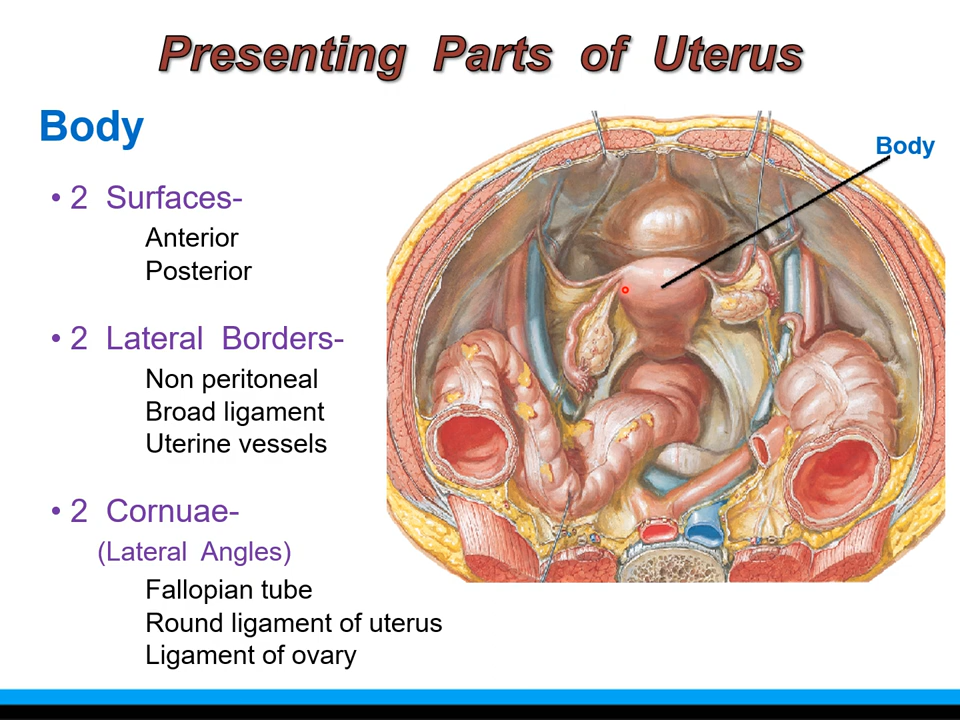 Presenting Parts of Uterus
Body
• 2 Surfaces-
Anterior
Posterior
• 2 Lateral Borders-
Non peritoneal
Broad ligament
Uterine vessels
• 2 Cornuae-
(Lateral Angles)
Fallopian tube
Round ligament of uterus
Ligament of ovary
Body